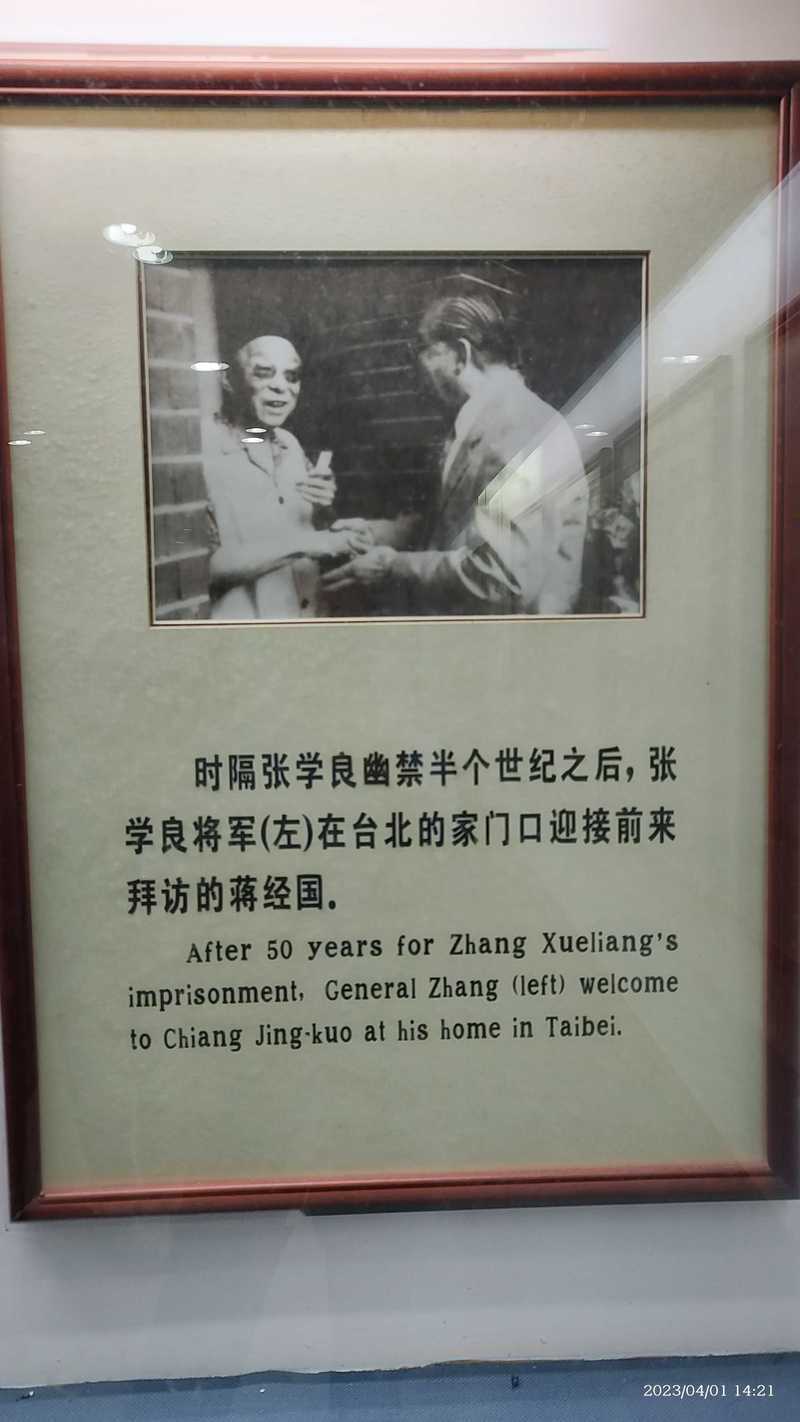 时隔张学良幽禁半个世纪之后，张
学良将军(左)在台北的家门口迎接前来
拜访的蒋经国。
After 50 years for Zhang Xueliang's
imprisonment, General Zhang (left) welcome
to Chiang Jing-kuo at his home in Taibei.
2023/04/01 14:21